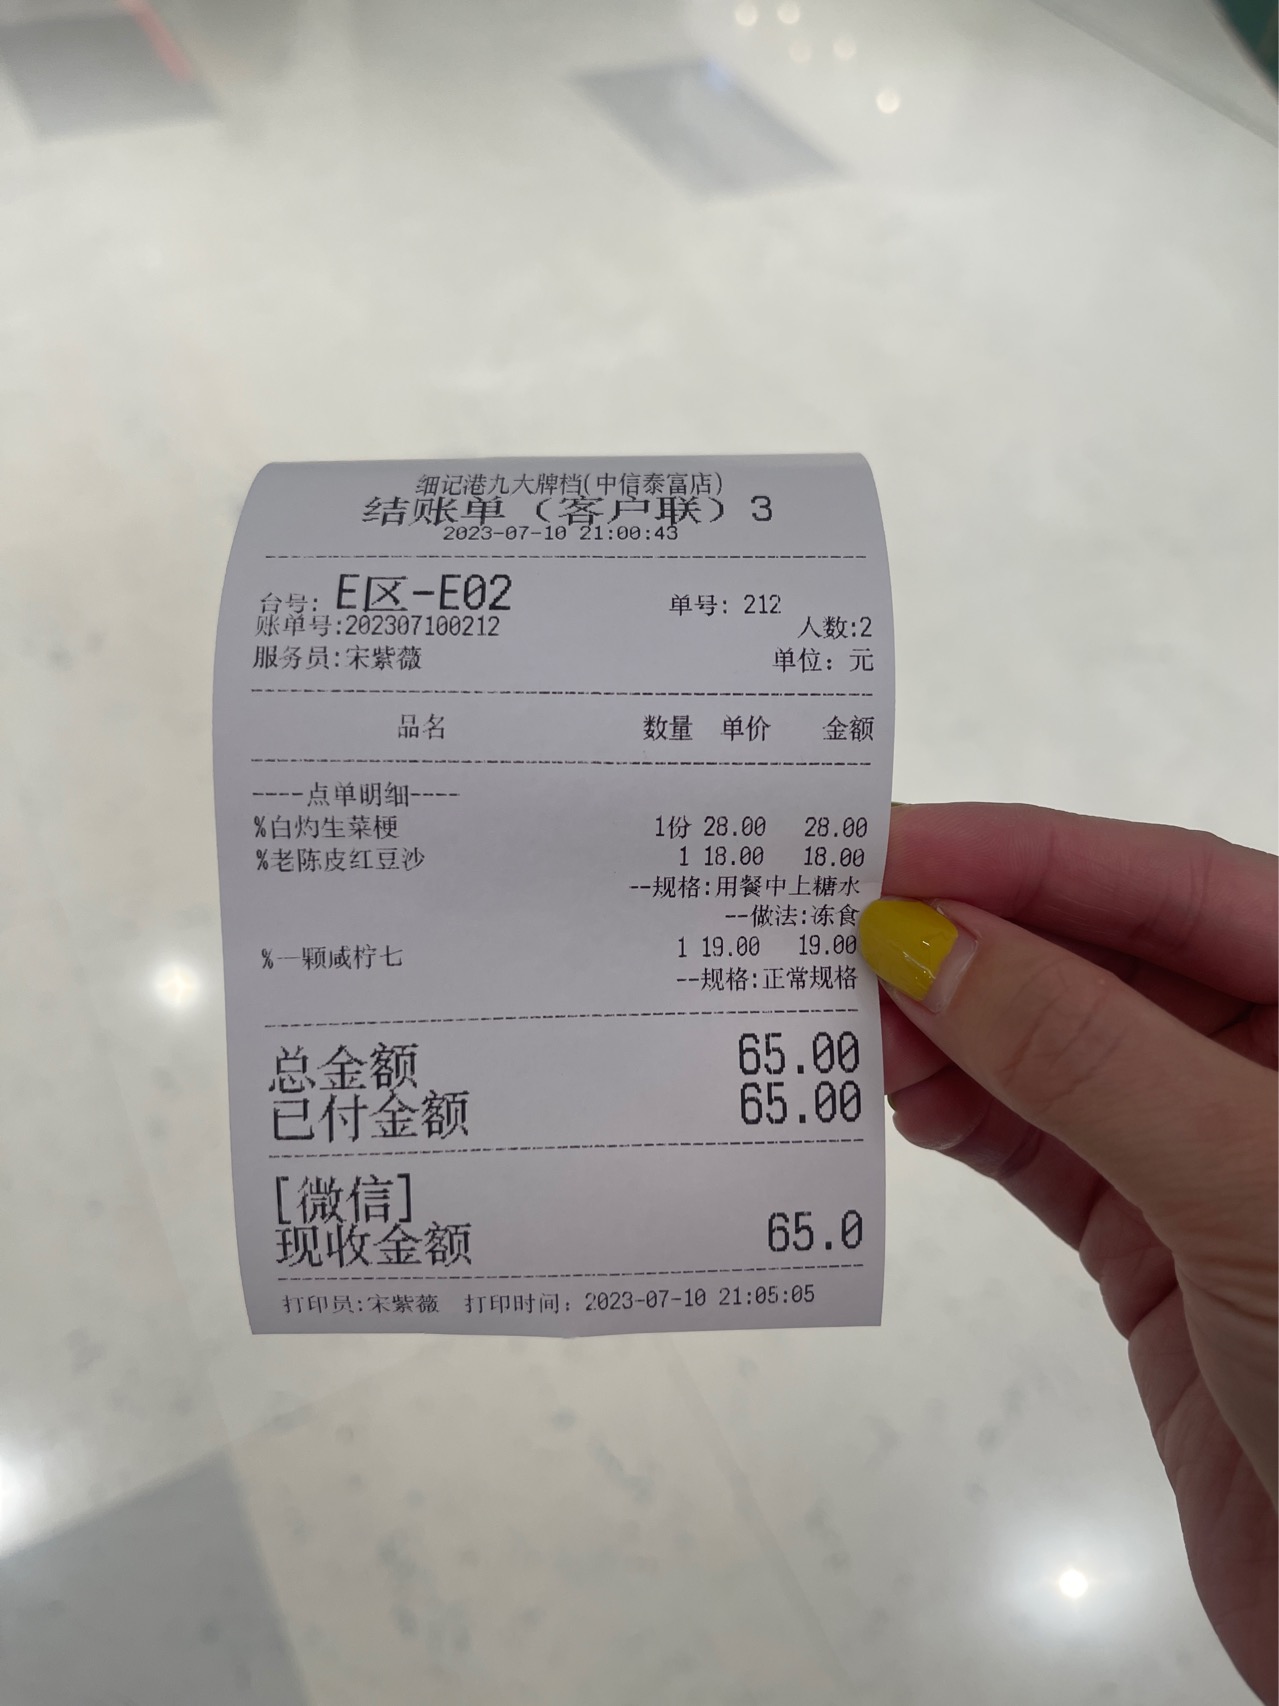 细记港九大牌档(中信泰富店)
结账单（客户联）3
2023-07-10 21:00:43
台号: E区-E02 单号: 212
账单号:202307100212 人数:2
服务员:宋紫薇 单位: 元
品名 数量 单价 金额
----点单明细----
%白灼生菜梗 1份 28.00 28.00
%老陈皮红豆沙 1 18.00 18.00
--规格:用餐中上糖水
--做法:冻食
%一颗咸柠七 1 19.00 19.00
--规格:正常规格
总金额 65.00
已付金额 65.00
[微信]
现收金额 65.0
打印员:宋紫薇 打印时间: 2023-07-10 21:05:05